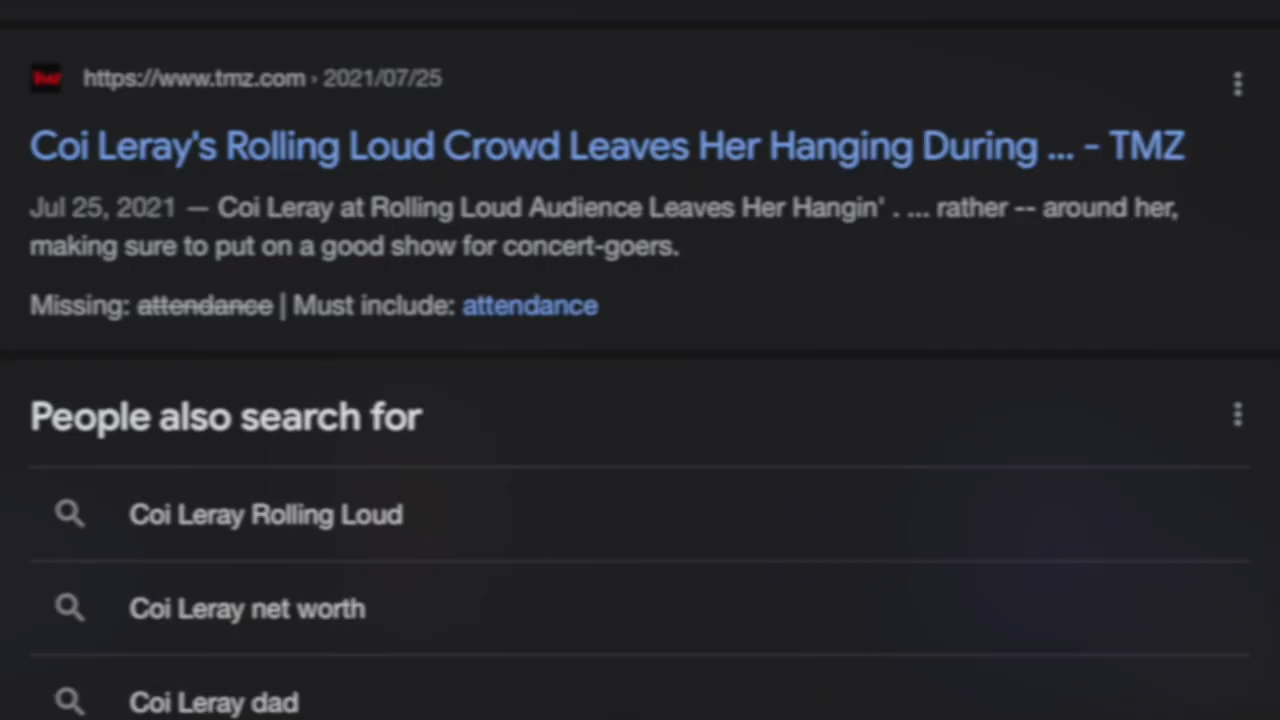 TMZ
https://www.tmz.com › 2021/07/25
Coi Leray's Rolling Loud Crowd Leaves Her Hanging During ... - TMZ
Jul 25, 2021 — Coi Leray at Rolling Loud Audience Leaves Her Hangin' . ... rather -- around her,
making sure to put on a good show for concert-goers.
Missing: attendance | Must include: attendance
People also search for
Coi Leray Rolling Loud
Coi Leray net worth
Coi Leray dad